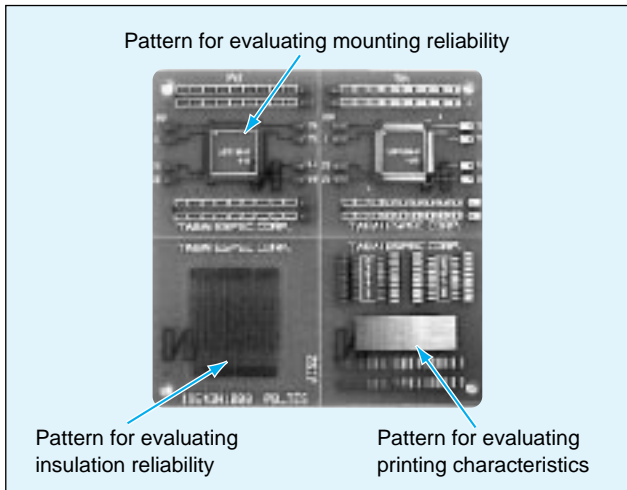 Pattern for evaluating mounting reliability
TABAI ESPEC CORP.
TABAI ESPEC CORP.
TABAI ESPEC CORP.
TABAI ESPEC CORP.
JIS2
Pattern for evaluating
insulation reliability
Pattern for evaluating
printing characteristics